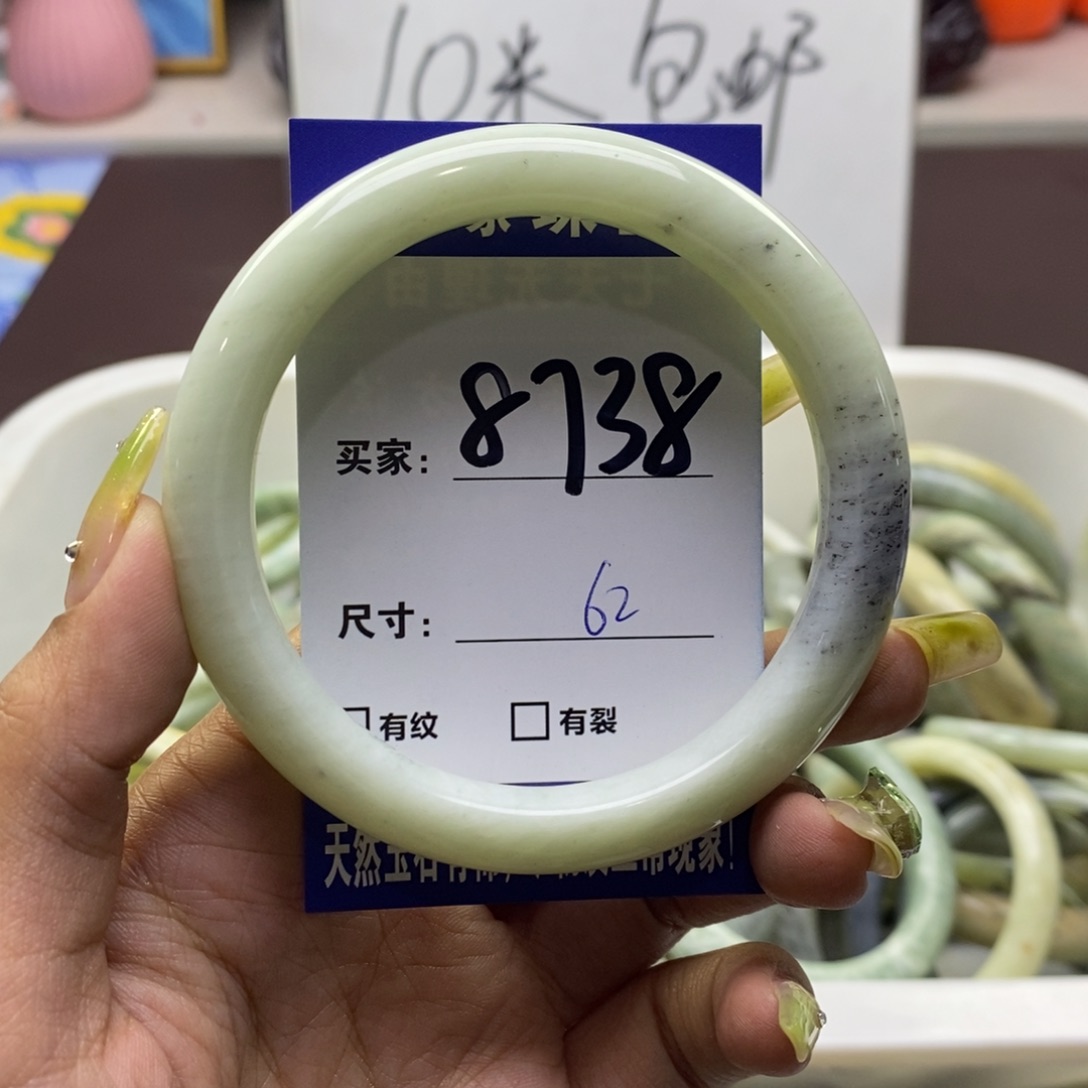 10米 包邮
买家: 8738
尺寸: 62
有纹 有裂
天然玉石有